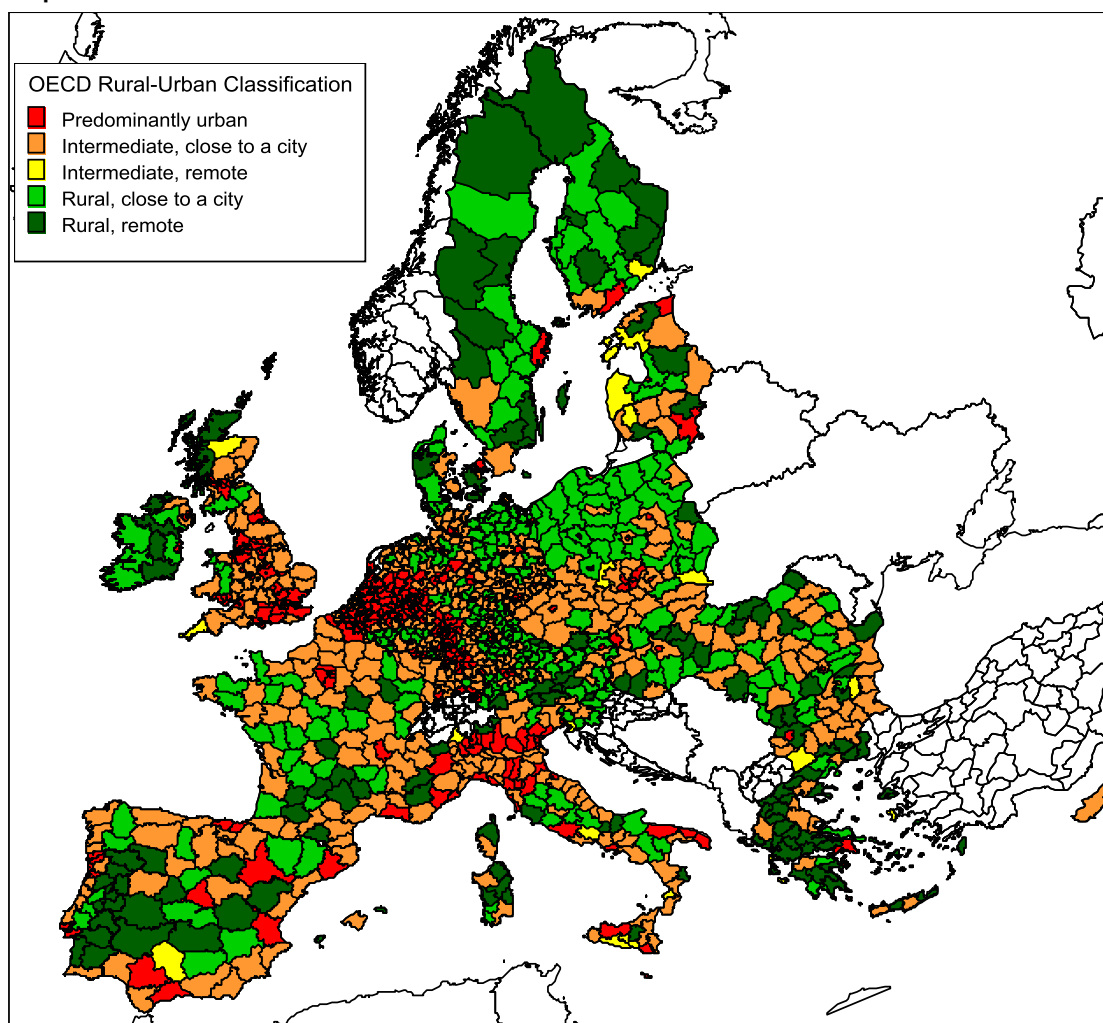 OECD Rural-Urban Classification
Predominantly urban
Intermediate, close to a city
Intermediate, remote
Rural, close to a city
Rural, remote